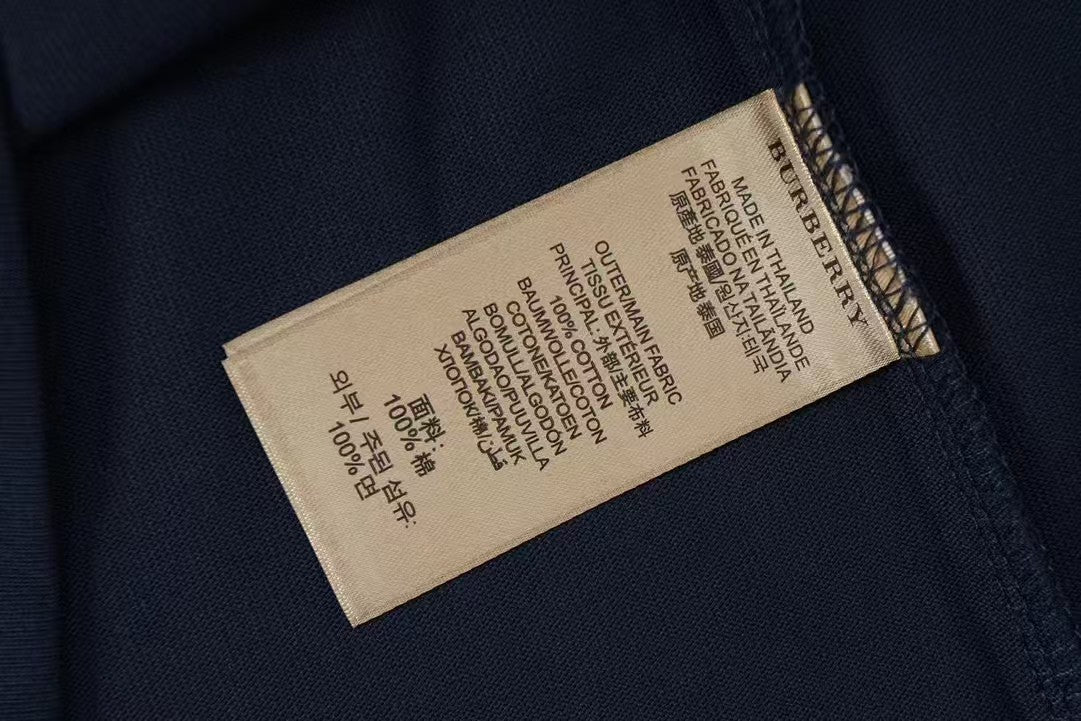 BURBERRY
MADE IN THAILAND
FABRIQUÉ EN THAÏLANDE
FABRICADO NA TAILÂNDIA
原產地 泰國/원산지:태국
原产地 泰国
OUTER/MAIN FABRIC
TISSU EXTÉRIEUR
PRINCIPAL: 外部/主要布料
100% COTTON
BAUMWOLLE/COTON
COTONE/KATOEN
BOMULL/ALGODÓN
ALGODAO/PUUVILLA
BAMBAKI/PAMUK
ХЛОПОК/棉/قطن
面料:
100% 棉
외부/ 주된 섬유:
100% 면